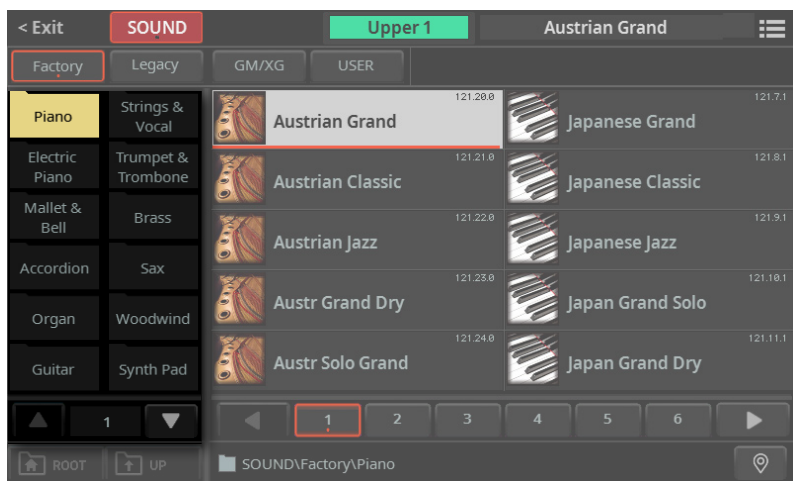 < Exit
SOUND
Upper 1
Austrian Grand
Factory
Legacy
GM/XG
USER
Piano
Strings &
Vocal
Electric
Piano
Trumpet &
Trombone
Mallet &
Bell
Brass
Accordion
Sax
Organ
Woodwind
Guitar
Synth Pad
121.20.0
Austrian Grand
121.7.1
Japanese Grand
121.21.0
Austrian Classic
121.8.1
Japanese Classic
121.22.0
Austrian Jazz
121.9.1
Japanese Jazz
121.23.0
Austr Grand Dry
121.10.1
Japan Grand Solo
121.24.0
Austr Solo Grand
121.11.1
Japan Grand Dry
1
1
2
3
4
5
6
ROOT
UP
SOUND\Factory\Piano